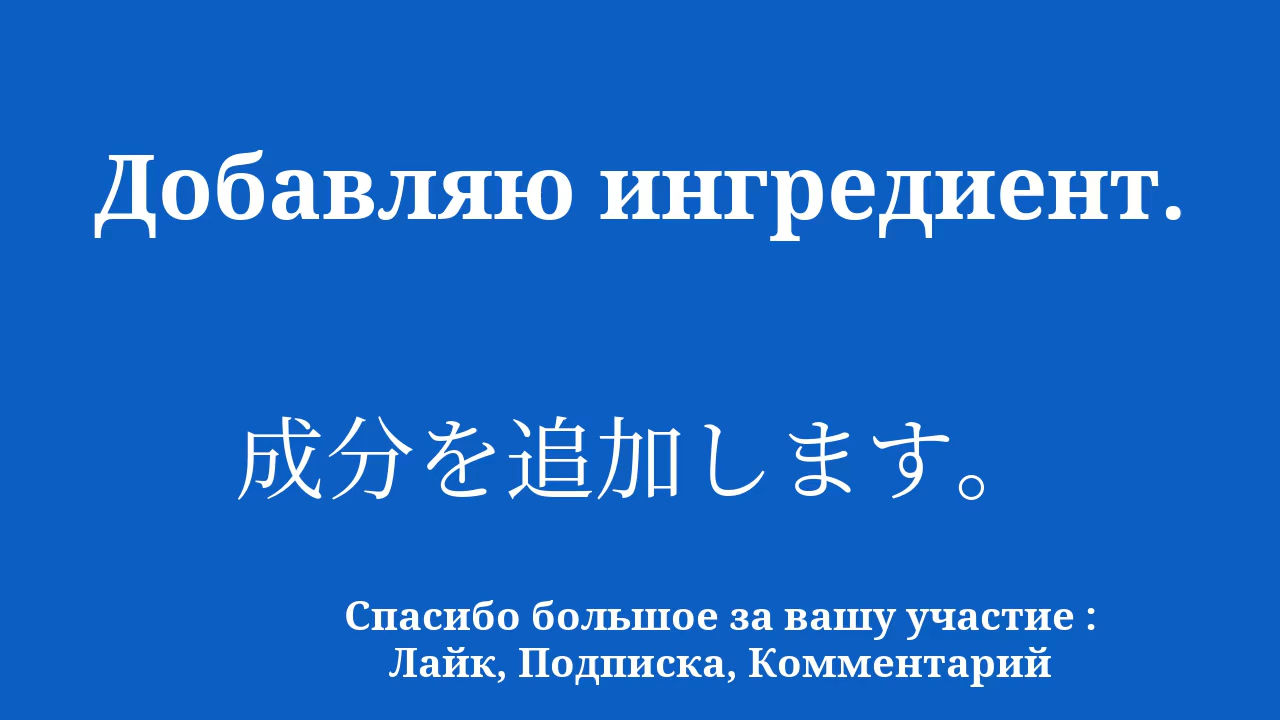 Добавляю ингредиент.
成分を追加します。
Спасибо большое за вашу участие :
Лайк, Подписка, Комментарий